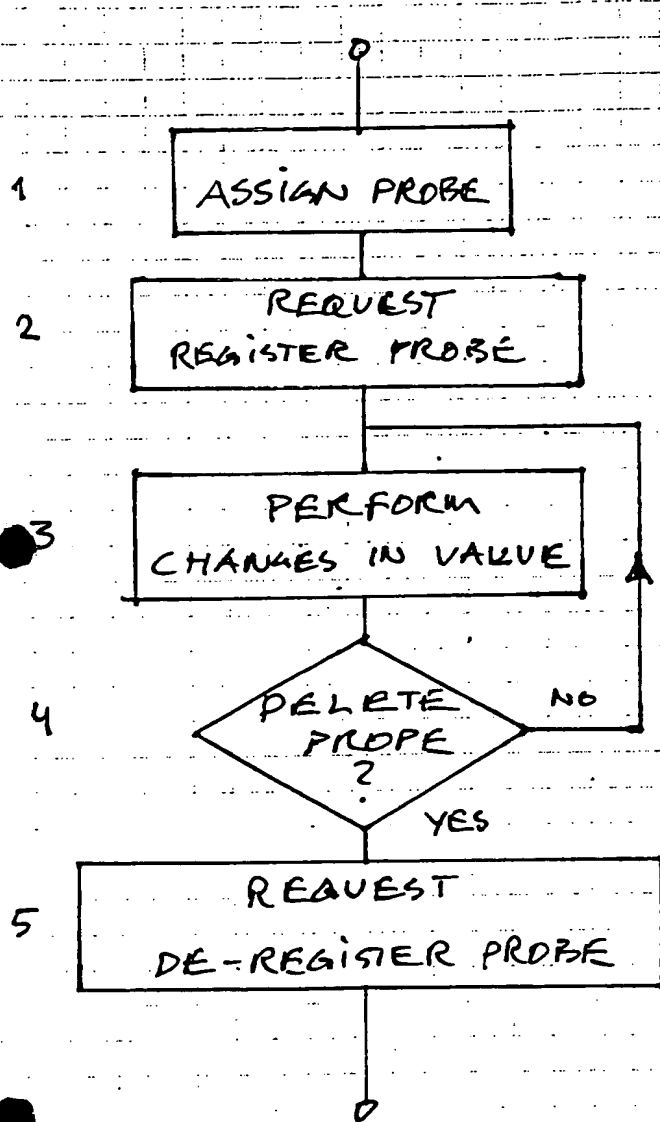 1
ASSIGN PROBE
2
REQUEST
REGISTER PROBE
3
PERFORM
CHANGES IN VALUE
4
DELETE
PROPE
?
NO
YES
5
REQUEST
DE-REGISTER PROBE